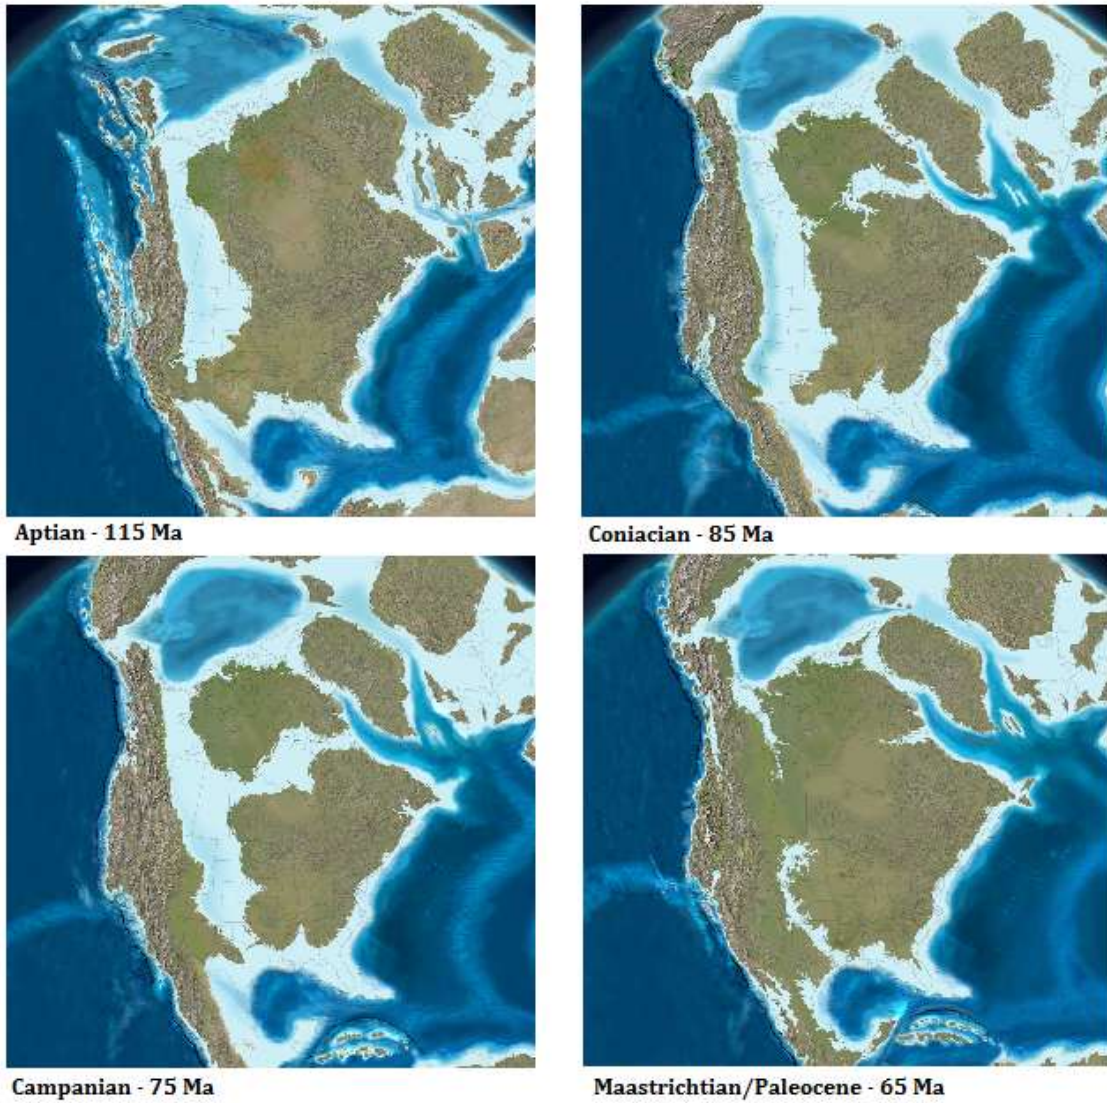 Aptian - 115 Ma
Coniacian - 85 Ma
Campanian - 75 Ma
Maastrichtian/Paleocene - 65 Ma